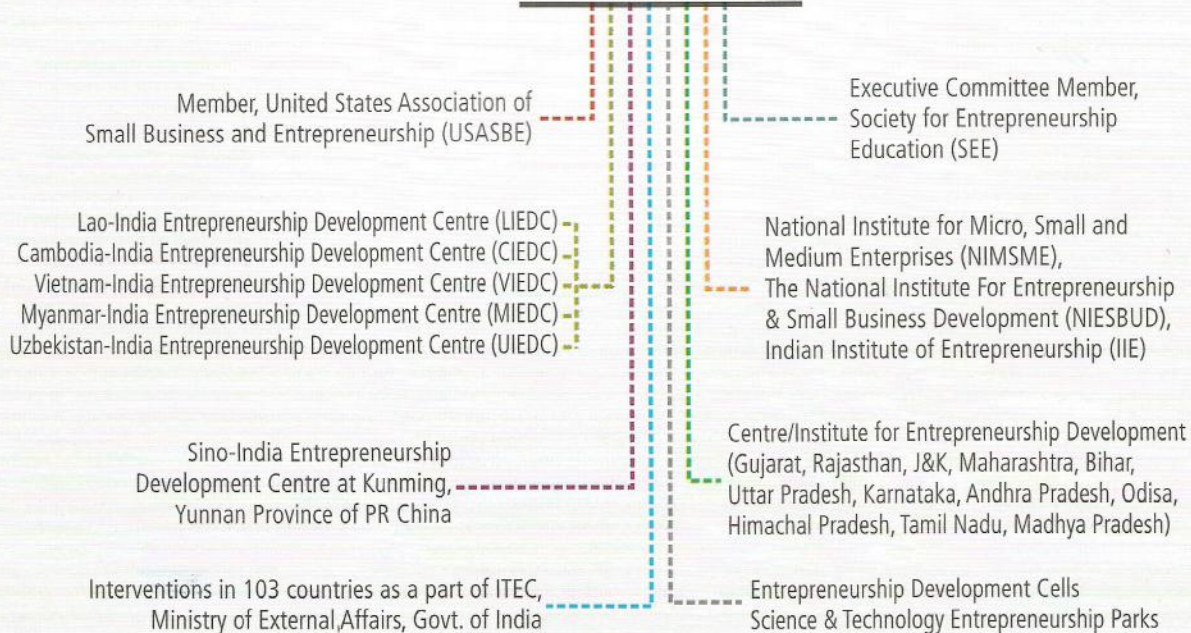 Member, United States Association of
Small Business and Entrepreneurship (USASBE)
Lao-India Entrepreneurship Development Centre (LIEDC)
Cambodia-India Entrepreneurship Development Centre (CIEDC)
Vietnam-India Entrepreneurship Development Centre (VIEDC)
Myanmar-India Entrepreneurship Development Centre (MIEDC)
Uzbekistan-India Entrepreneurship Development Centre (UIEDC)
Sino-India Entrepreneurship
Development Centre at Kunming,
Yunnan Province of PR China
Interventions in 103 countries as a part of ITEC,
Ministry of External Affairs, Govt. of India
Executive Committee Member,
Society for Entrepreneurship
Education (SEE)
National Institute for Micro, Small and
Medium Enterprises (NIMSME),
The National Institute For Entrepreneurship
& Small Business Development (NIESBUD),
Indian Institute of Entrepreneurship (IIE)
Centre/Institute for Entrepreneurship Development
(Gujarat, Rajasthan, J&K, Maharashtra, Bihar,
Uttar Pradesh, Karnataka, Andhra Pradesh, Odisa,
Himachal Pradesh, Tamil Nadu, Madhya Pradesh)
Entrepreneurship Development Cells
Science & Technology Entrepreneurship Parks